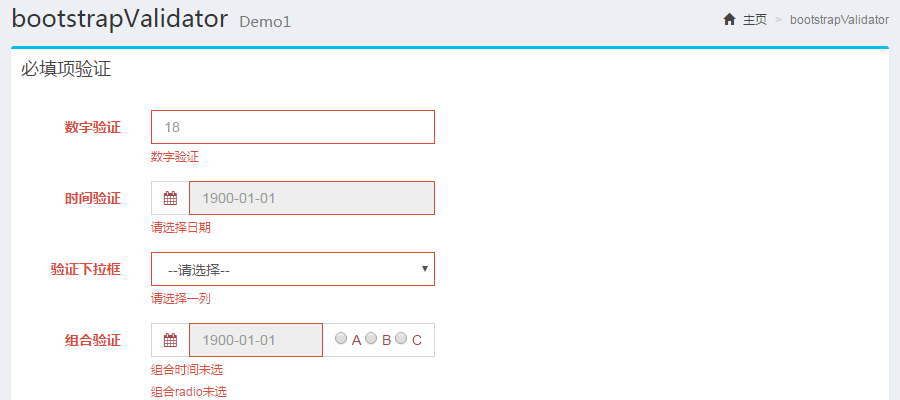 bootstrapValidator Demo1 主页 > bootstrapValidator
必填项验证
数字验证 18
数字验证
时间验证 1900-01-01
请选择日期
验证下拉框 --请选择--
请选择一列
组合验证 1900-01-01 A B C
组合时间未选
组合radio未选